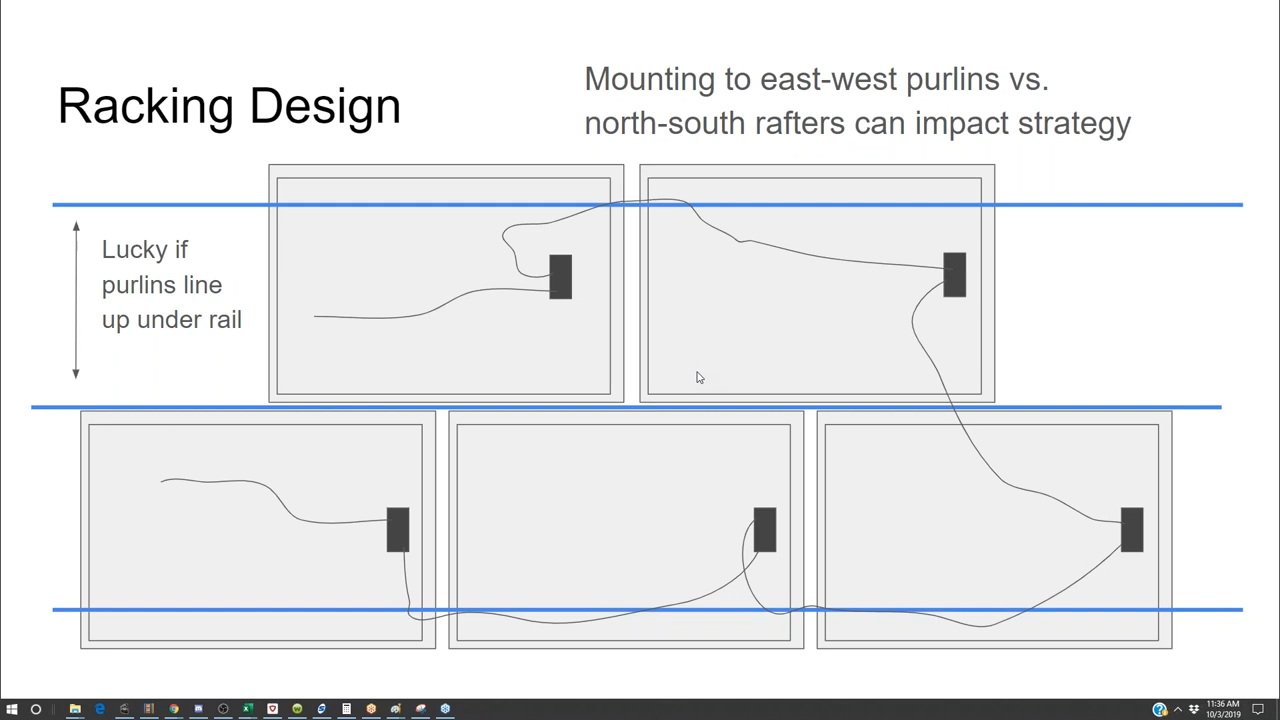 Racking Design
Mounting to east-west purlins vs.
north-south rafters can impact strategy
Lucky if
purlins line
up under rail
11:36 AM
10/3/2019